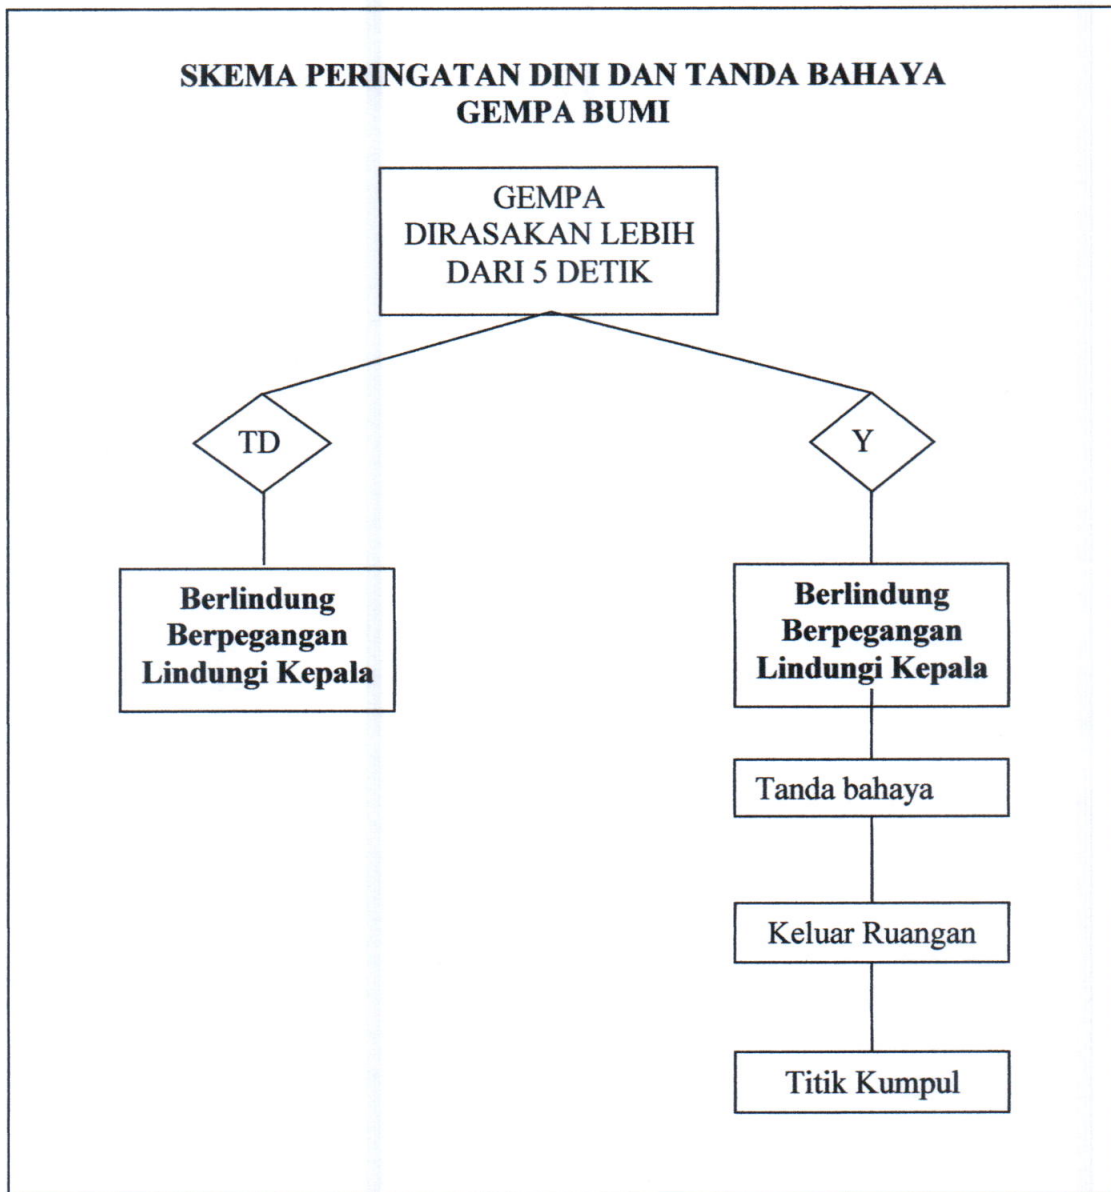 SKEMA PERINGATAN DINI DAN TANDA BAHAYA
GEMPA BUMI
GEMPA
DIRASAKAN LEBIH
DARI 5 DETIK
TD
Y
Berlindung
Berpegangan
Lindungi Kepala
Berlindung
Berpegangan
Lindungi Kepala
Tanda bahaya
Keluar Ruangan
Titik Kumpul